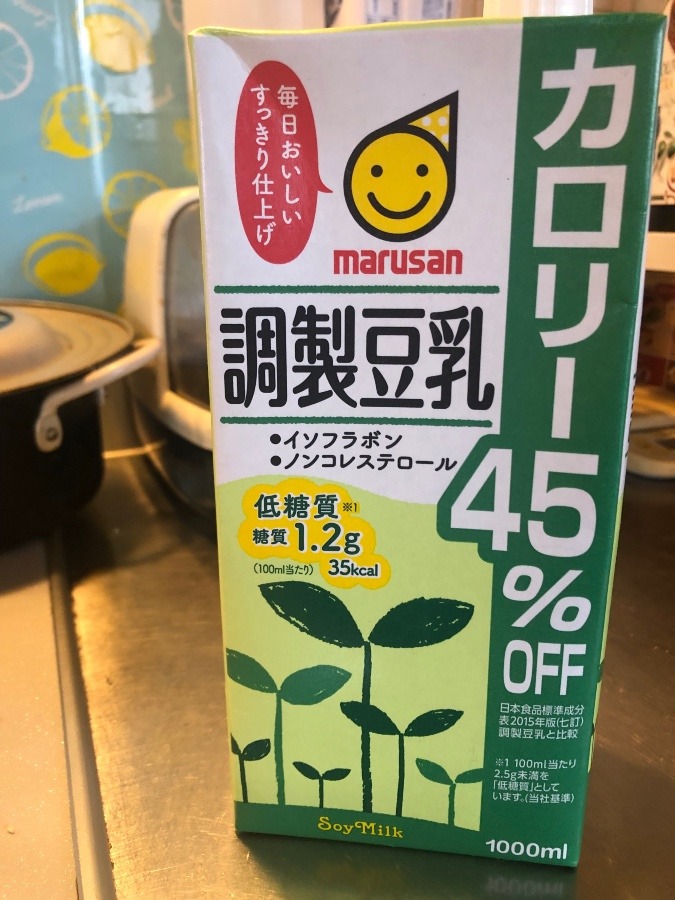 毎日おいしい
すっきり仕上げ
marusan
調製豆乳
●イソフラボン
●ノンコレステロール
カロリー
45
%
OFF
低糖質※1
糖質1.2g
(100ml当たり) 35kcal
日本食品標準成分
表2015年版(七訂)
調製豆乳と比較
※1 100ml当たり
2.5g未満を
「低糖質」として
います。(当社基準)
SoyMilk
1000ml
Lemon